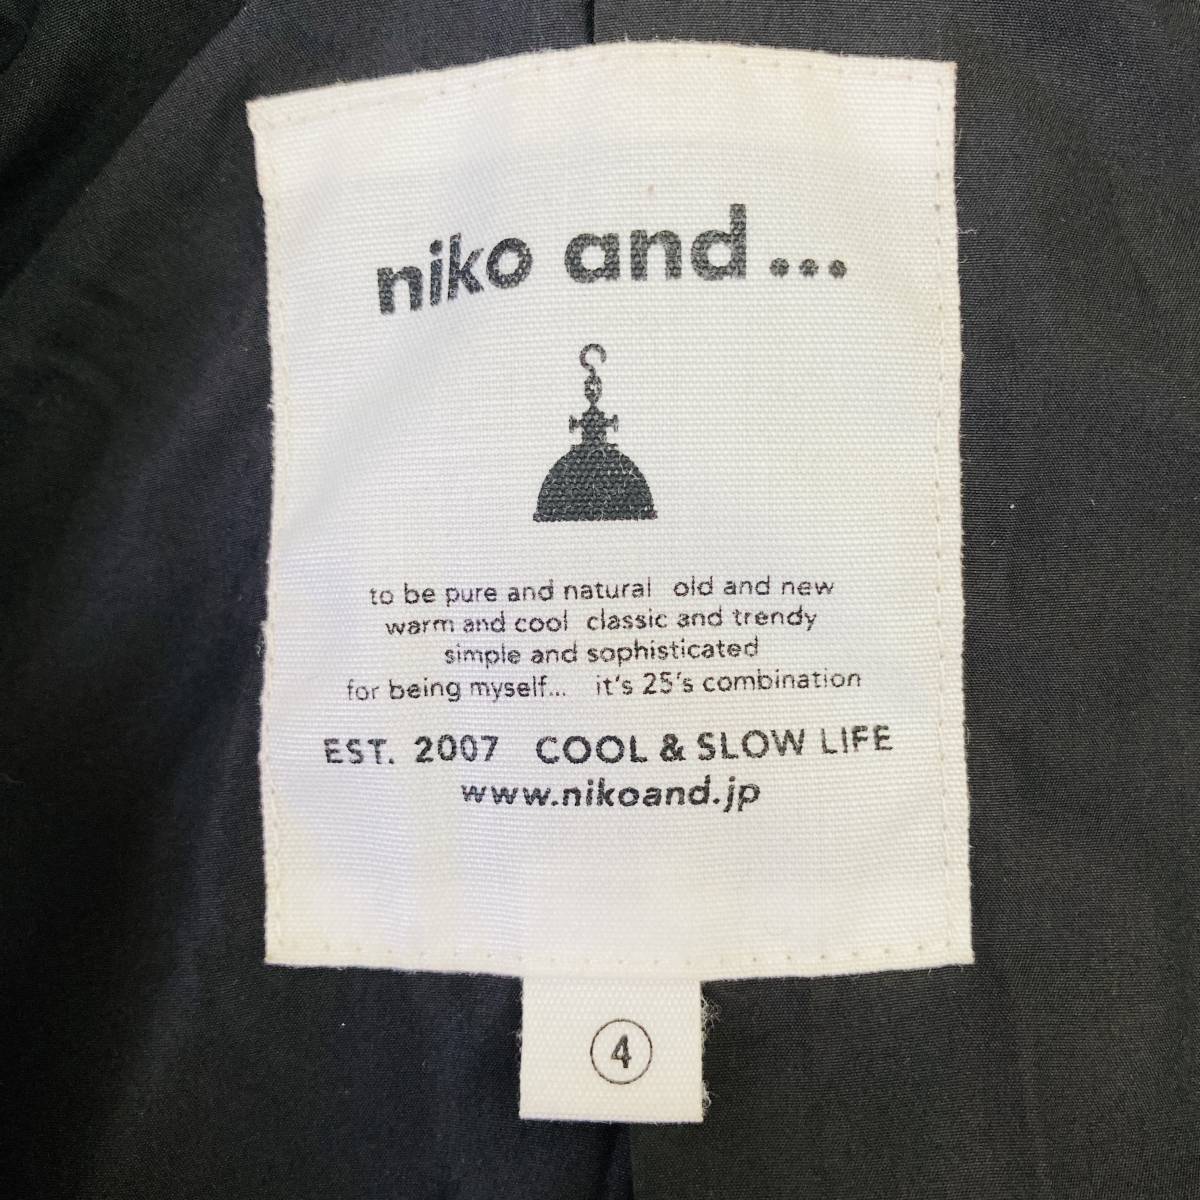 niko and...
to be pure and natural old and new
warm and cool classic and trendy
simple and sophisticated
for being myself... it's 25's combination
EST. 2007 COOL & SLOW LIFE
www.nikoand.jp
4